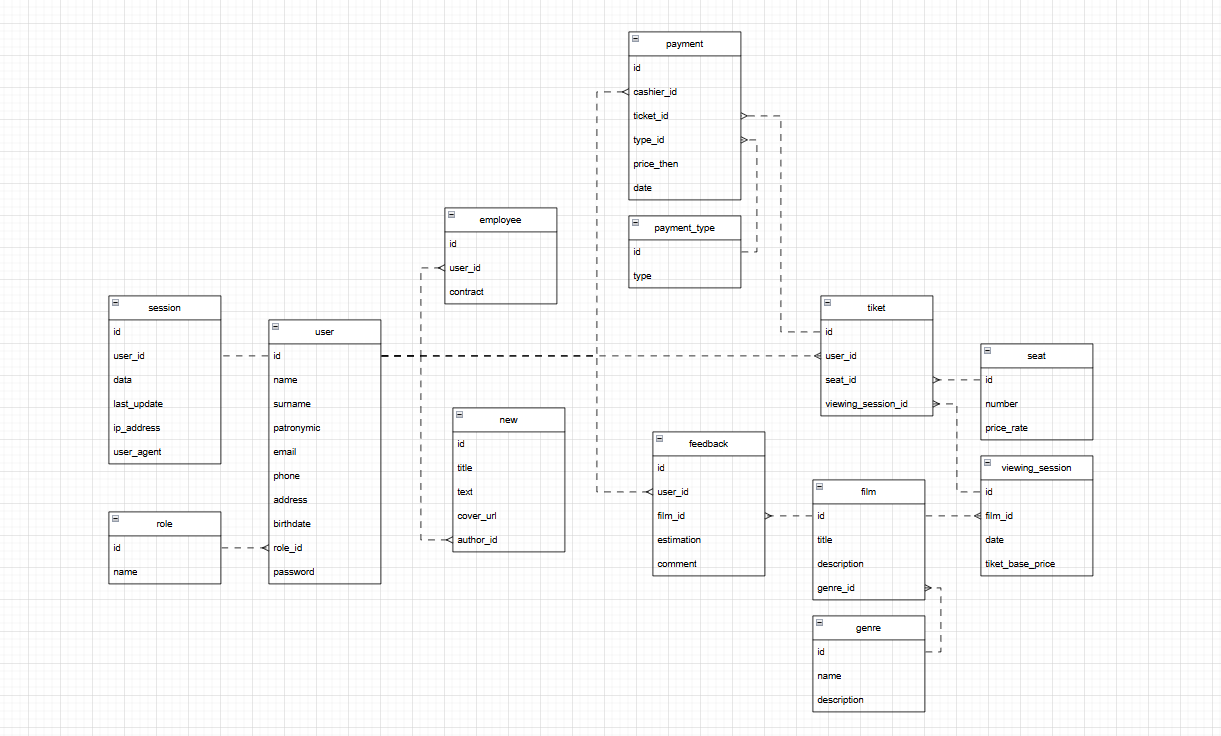 payment
id
cashier_id
ticket_id
type_id
price_then
date
payment_type
id
type
employee
id
user_id
contract
session
id
user_id
data
last_update
ip_address
user_agent
user
id
name
surname
patronymic
email
phone
address
birthdate
role_id
password
role
id
name
new
id
title
text
cover_url
author_id
feedback
id
user_id
film_id
estimation
comment
tiket
id
user_id
seat_id
viewing_session_id
seat
id
number
price_rate
viewing_session
id
film_id
date
tiket_base_price
film
id
title
description
genre_id
genre
id
name
description